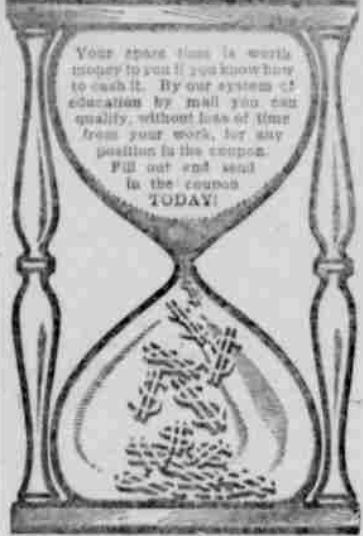 Your spare time is worth
money to you if you know how
to cash it. By our system of
education by mail you can
qualify, without loss of time
from your work, for any
position in the coupon.
Fill out and send
in the coupon
TODAY!